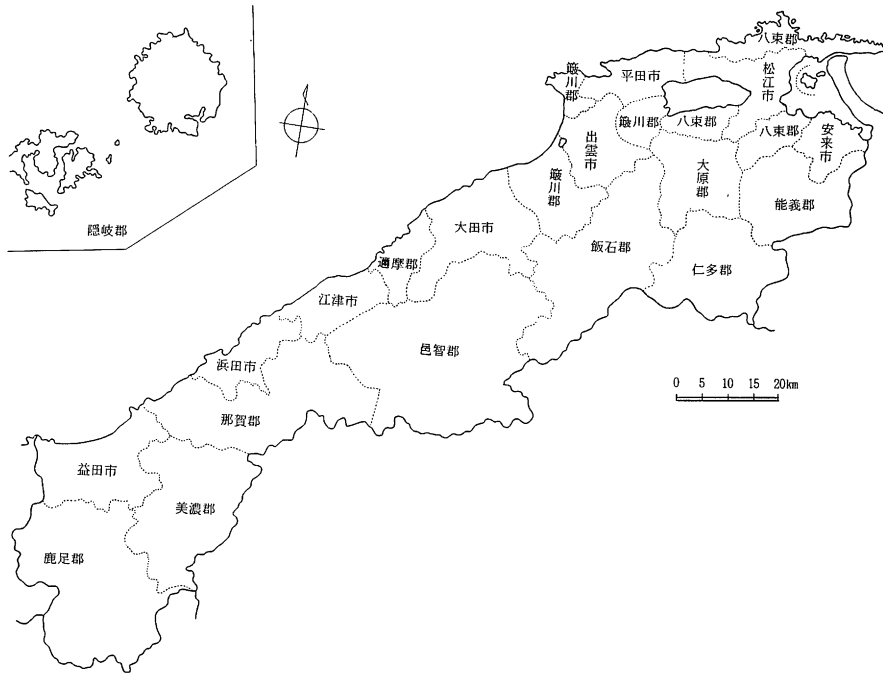 八束郡
簸川郡
平田市
松江市
簸川郡
八束郡
出雲市
八束郡
安来市
大原郡
簸川郡
能義郡
隠岐郡
大田市
飯石郡
邇摩郡
仁多郡
江津市
邑智郡
浜田市
0 5 10 15 20km
那賀郡
益田市
美濃郡
鹿足郡